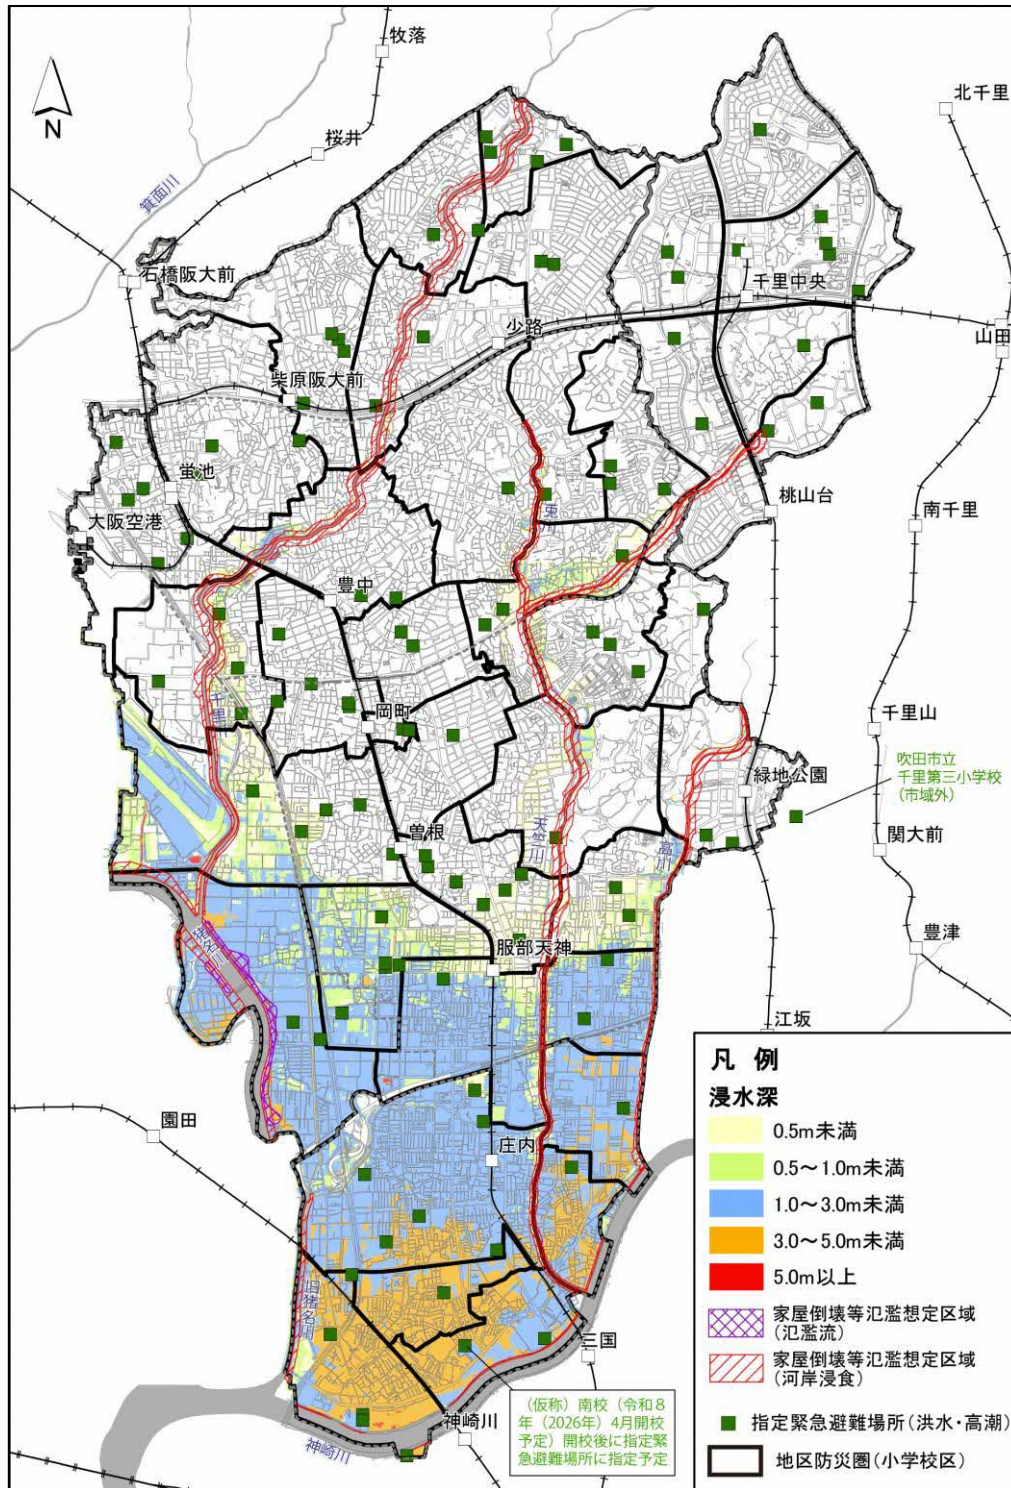 牧落
北千里
N
桜井
箕面川
石橋阪大前
千里中央
少路
山田
柴原阪大前
蛍池
桃山台
大阪空港
兎川
南千里
豊中
岡町
千里
千里山
緑地公園
吹田市立
千里第三小学校
(市域外)
曽根
天竺川
高川
関大前
猪名川
服部天神
豊津
江坂
園田
庄内
旧猪名川
三国
神崎川
神崎川
(仮称)南校(令和8
年(2026年)4月開校
予定)開校後に指定緊
急避難場所に指定予定
凡 例
浸水深
0.5m未満
0.5~1.0m未満
1.0~3.0m未満
3.0~5.0m未満
5.0m以上
家屋倒壊等氾濫想定区域
(氾濫流)
家屋倒壊等氾濫想定区域
(河岸浸食)
指定緊急避難場所(洪水・高潮)
地区防災圏(小学校区)